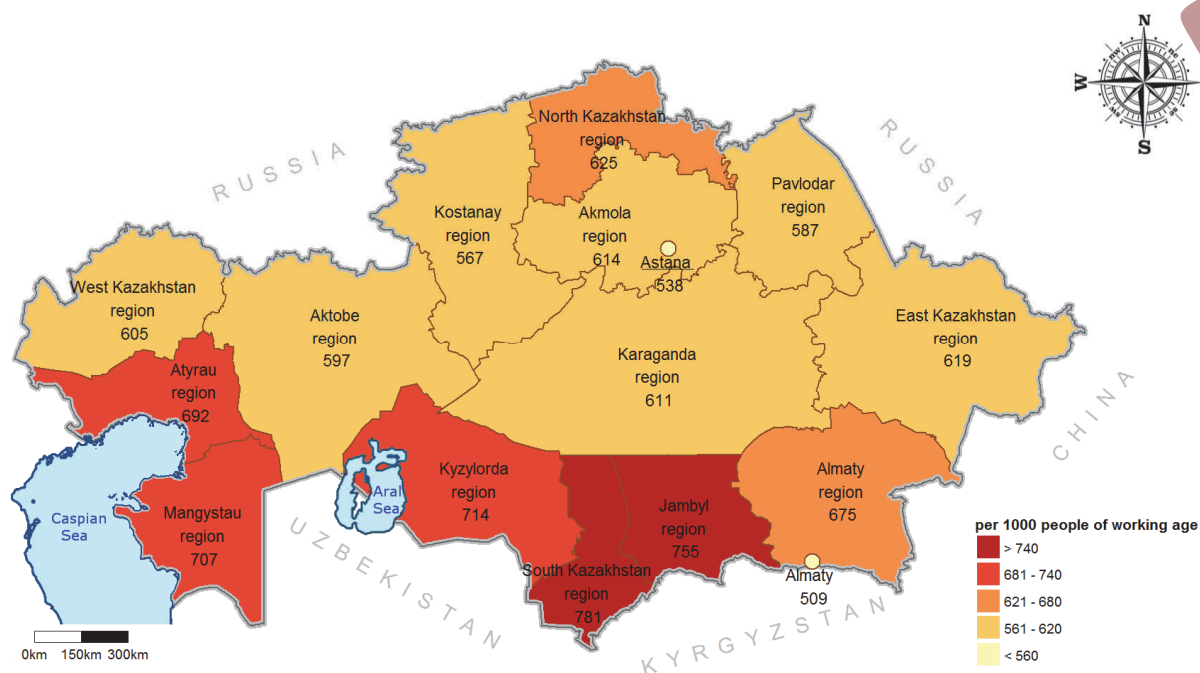 N
nw
ne
W
E
sw
se
S
RUSSIA
RUSSIA
North Kazakhstan
region
625
Pavlodar
region
587
Kostanay
region
567
Akmola
region
614
Astana
538
West Kazakhstan
region
605
Aktobe
region
597
East Kazakhstan
region
619
Karaganda
region
611
Atyrau
region
692
CHINA
Kyzylorda
region
714
Almaty
region
675
Aral
Sea
Caspian
Sea
Mangystau
region
707
Jambyl
region
755
UZBEKISTAN
South Kazakhstan
region
781
Almaty
509
KYRGYZSTAN
per 1000 people of working age
> 740
681 - 740
621 - 680
561 - 620
< 560
0km 150km 300km